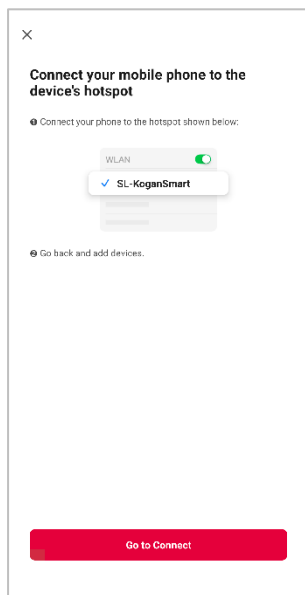 Connect your mobile phone to the
device's hotspot
❶ Connect your phone to the hotspot shown below:
WLAN
✓ SL-KoganSmart
❷ Go back and add devices.
Go to Connect